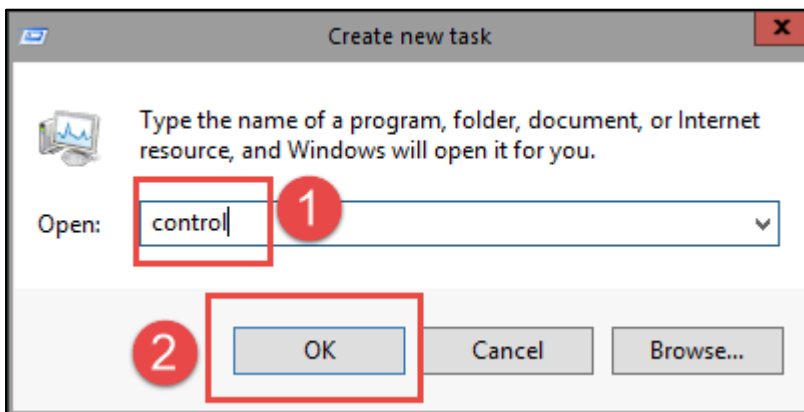 Create new task
x
Type the name of a program, folder, document, or Internet
resource, and Windows will open it for you.
Open: control 1
2 OK Cancel Browse...